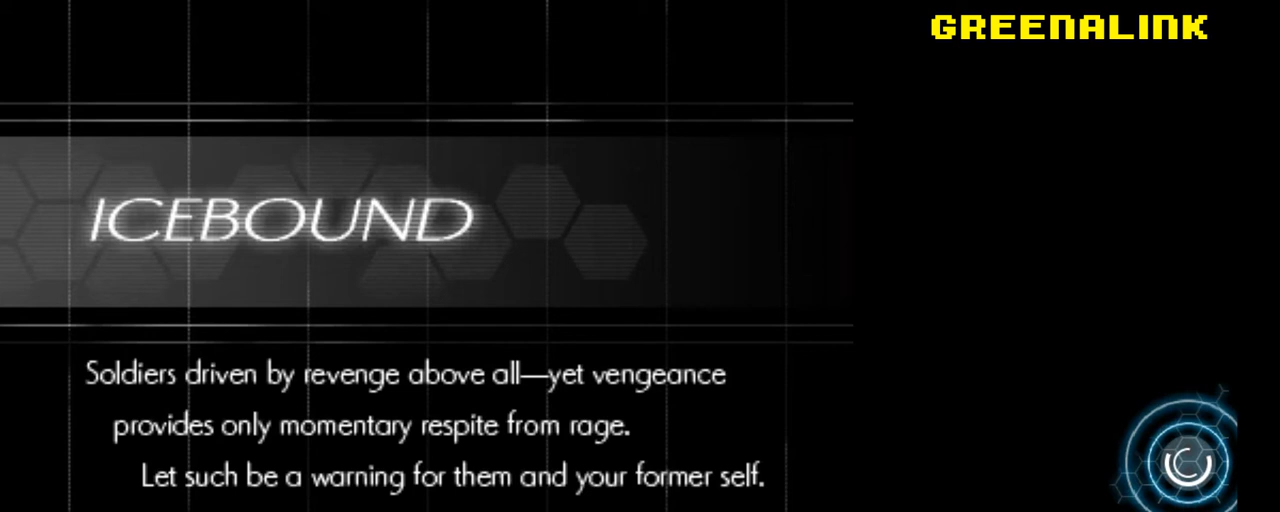 GREENALINK
ICEBOUND
Soldiers driven by revenge above all—yet vengeance
provides only momentary respite from rage.
Let such be a warning for them and your former self.